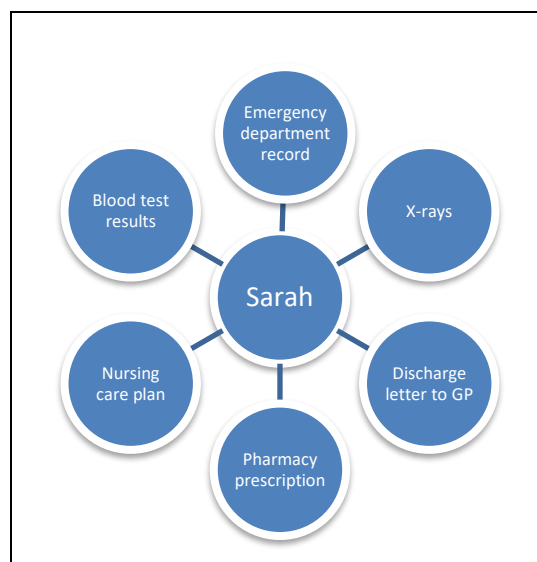 Emergency
department
record
Blood test
results
X-rays
Sarah
Nursing
care plan
Discharge
letter to GP
Pharmacy
prescription